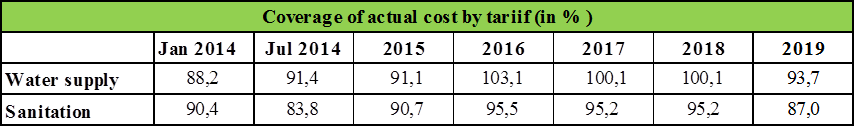 Coverage of actual cost by tariif (in % )
Jan 2014 Jul 2014 2015 2016 2017 2018 2019
Water supply 88,2 91,4 91,1 103,1 100,1 100,1 93,7
Sanitation 90,4 83,8 90,7 95,5 95,2 95,2 87,0